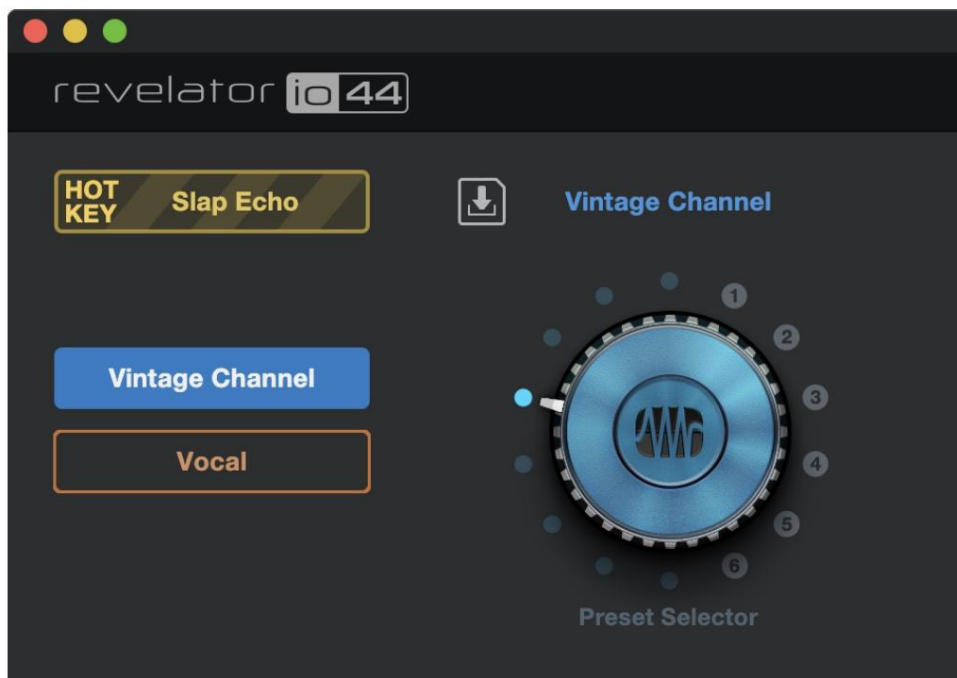 revelator io 44
HOT KEY
Slap Echo
Vintage Channel
Vintage Channel
Vocal
1
2
3
4
5
6
Preset Selector